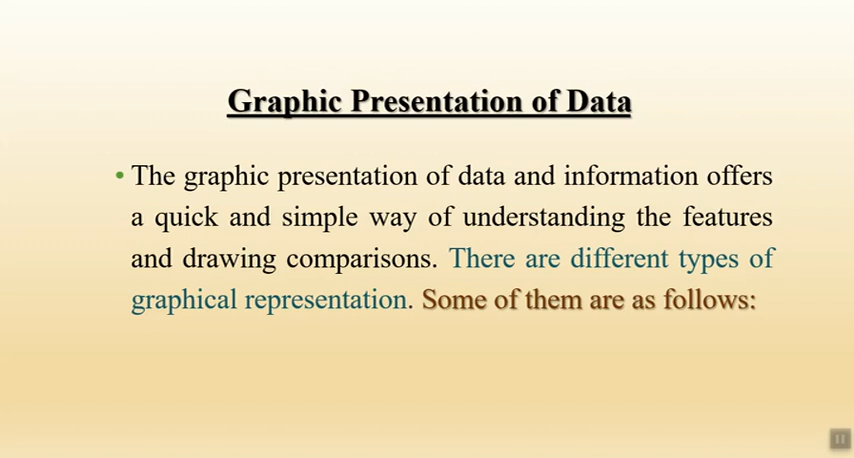 Graphic Presentation of Data
• The graphic presentation of data and information offers
a quick and simple way of understanding the features
and drawing comparisons. There are different types of
graphical representation. Some of them are as follows: